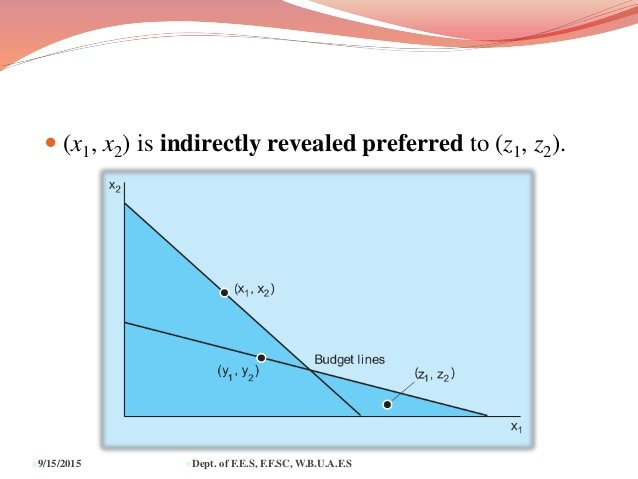 (x₁, x₂) is indirectly revealed preferred to (z₁, z₂).
x₂
(x₁, x₂)
Budget lines
(y₁, y₂)
(z₁, z₂)
x₁
9/15/2015
Dept. of F.E.S, F.F.SC, W.B.U.A.F.S